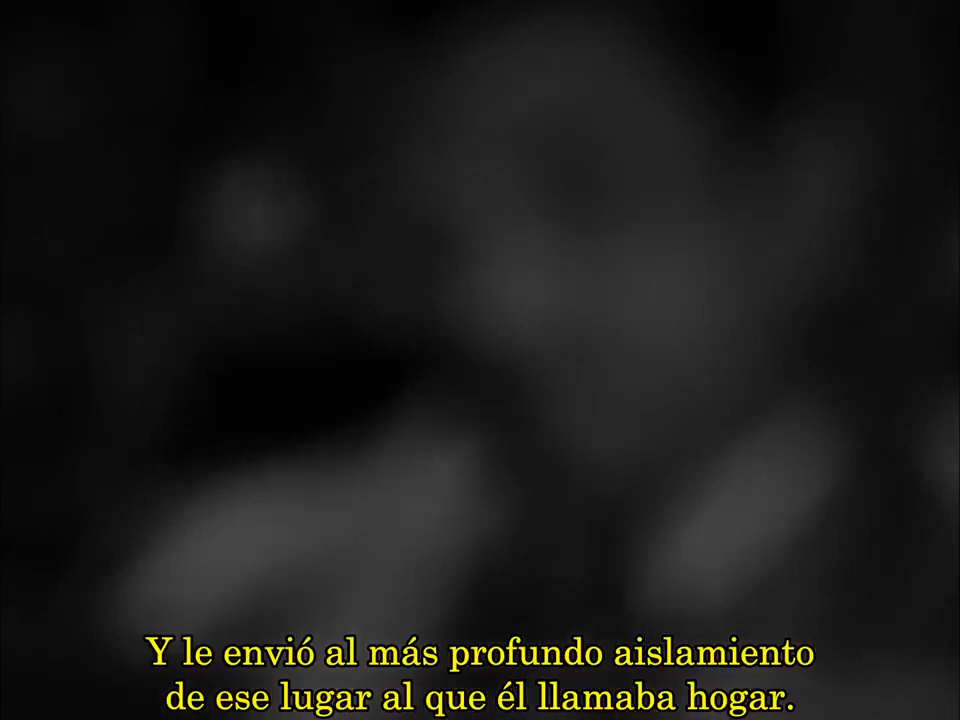 Y le envió al más profundo aislamiento
de ese lugar al que él llamaba hogar.